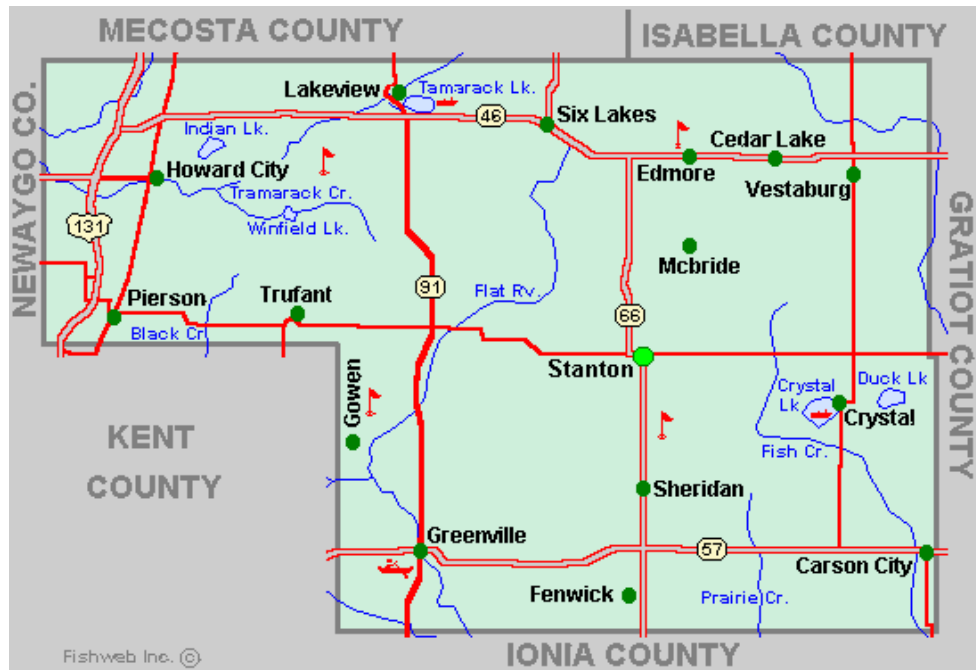 MECOSTA COUNTY
ISABELLA COUNTY
NEWAYGO CO.
Lakeview
Tamarack Lk.
46
Six Lakes
Indian Lk.
Cedar Lake
Edmore
Howard City
Vestaburg
Tramarack Cr.
Winfield Lk.
131
GRATIOT COUNTY
Mcbride
91
Flat Rv.
Pierson
Trufant
66
Black Cr.
Stanton
Gowen
Crystal
Lk
Duck Lk
Crystal
KENT
COUNTY
Fish Cr.
Sheridan
Greenville
57
Carson City
Fenwick
Prairie Cr.
Fishweb Inc. ©
IONIA COUNTY